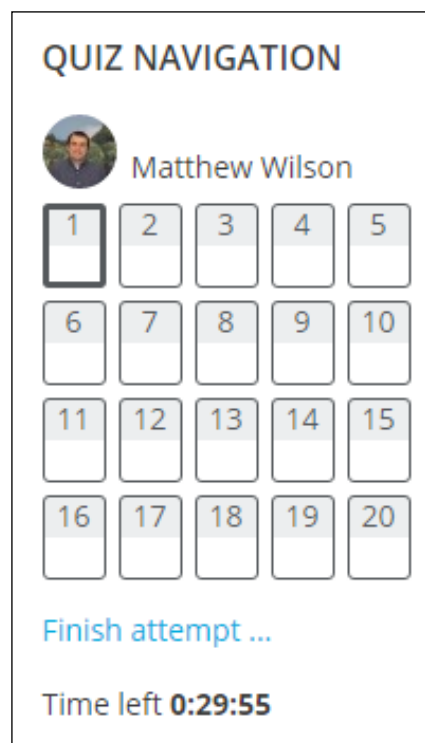 QUIZ NAVIGATION
Matthew Wilson
1 2 3 4 5
6 7 8 9 10
11 12 13 14 15
16 17 18 19 20
Finish attempt ...
Time left 0:29:55